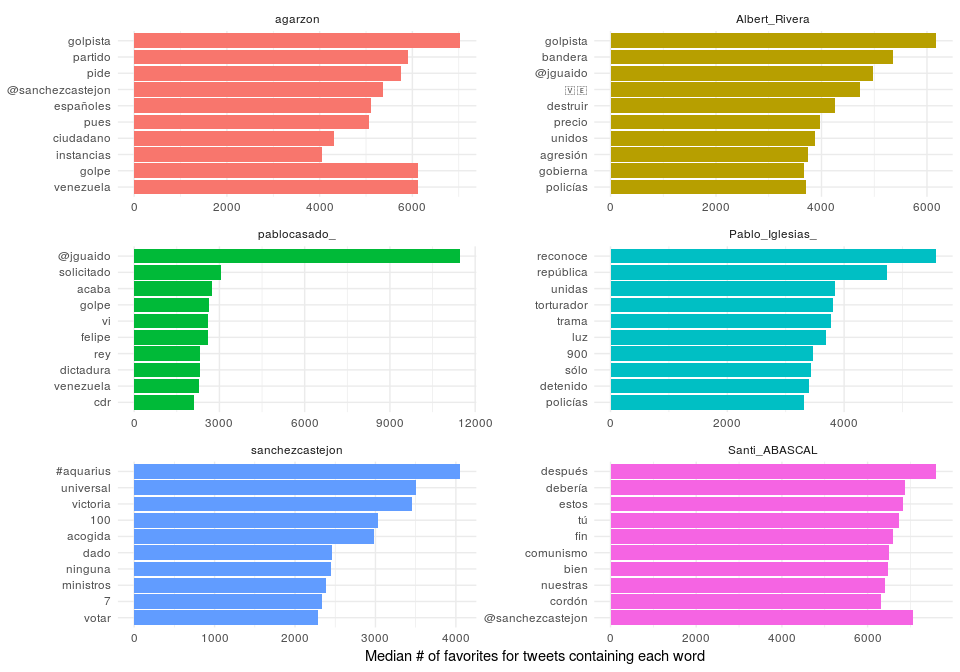 agarzon
golpista
partido
pide
@sanchezcastejon
españoles
pues
ciudadano
instancias
golpe
venezuela
0 2000 4000 6000
Albert_Rivera
golpista
bandera
@jguaido
🇻🇪
destruir
precio
unidos
agresión
gobierna
policías
0 2000 4000 6000
pablocasado_
@jguaido
solicitado
acaba
golpe
vi
felipe
rey
dictadura
venezuela
cdr
0 3000 6000 9000 12000
Pablo_Iglesias_
reconoce
república
unidas
torturador
trama
luz
900
sólo
detenido
policías
0 2000 4000
sanchezcastejon
#aquarius
universal
victoria
100
acogida
dado
ninguna
ministros
7
votar
0 1000 2000 3000 4000
Santi_ABASCAL
después
debería
estos
tú
fin
comunismo
bien
nuestras
cordón
@sanchezcastejon
0 2000 4000 6000
Median # of favorites for tweets containing each word